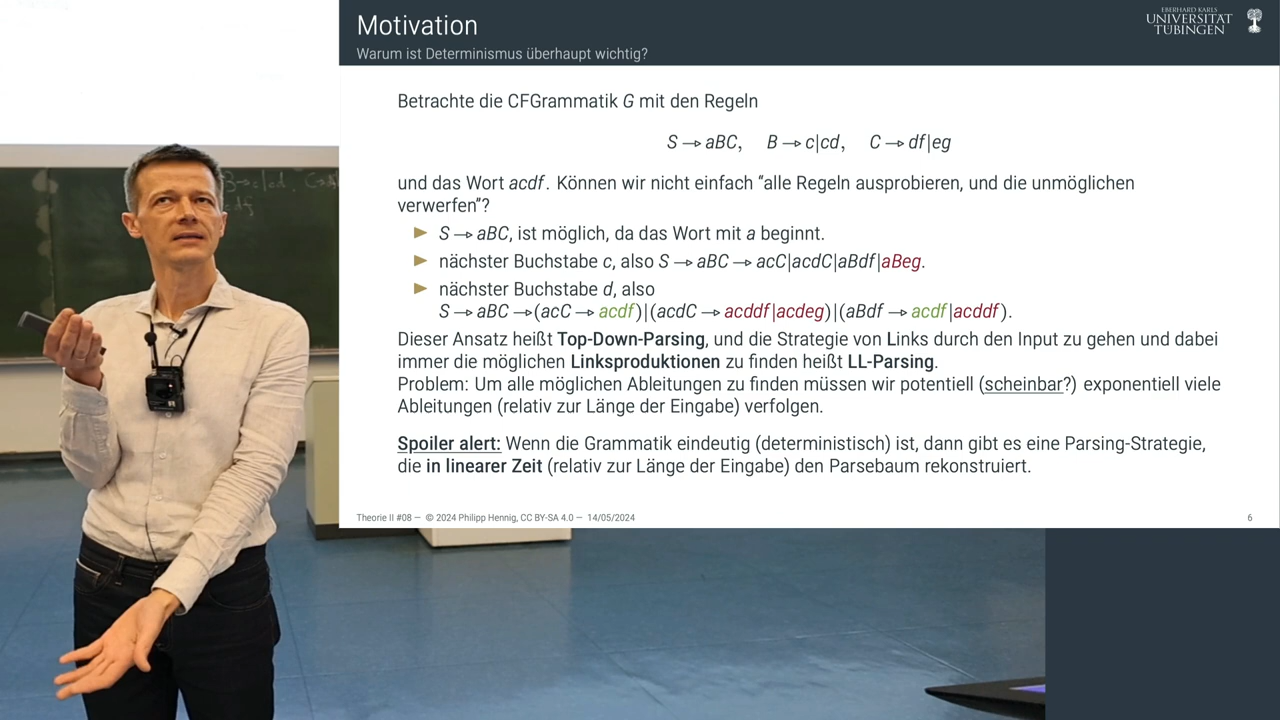 Motivation
Warum ist Determinismus überhaupt wichtig?
EBERHARD KARLS
UNIVERSITÄT
TÜBINGEN
Betrachte die CFGrammatik G mit den Regeln
S → aBC, B → c|cd, C → df|eg
und das Wort acdf. Können wir nicht einfach “alle Regeln ausprobieren, und die unmöglichen
verwerfen”?
► S → aBC, ist möglich, da das Wort mit a beginnt.
► nächster Buchstabe c, also S → aBC → acC|acdC|aBdf|aBeg.
► nächster Buchstabe d, also
S → aBC → (acC → acdf)|(acdC → acddf|acdeg)|(aBdf → acdf|acddf).
Dieser Ansatz heißt Top-Down-Parsing, und die Strategie von Links durch den Input zu gehen und dabei
immer die möglichen Linksproduktionen zu finden heißt LL-Parsing.
Problem: Um alle möglichen Ableitungen zu finden müssen wir potentiell (scheinbar?) exponentiell viele
Ableitungen (relativ zur Länge der Eingabe) verfolgen.
Spoiler alert: Wenn die Grammatik eindeutig (deterministisch) ist, dann gibt es eine Parsing-Strategie,
die in linearer Zeit (relativ zur Länge der Eingabe) den Parsebaum rekonstruiert.
Theorie II #08 — © 2024 Philipp Hennig, CC BY-SA 4.0 — 14/05/2024
6